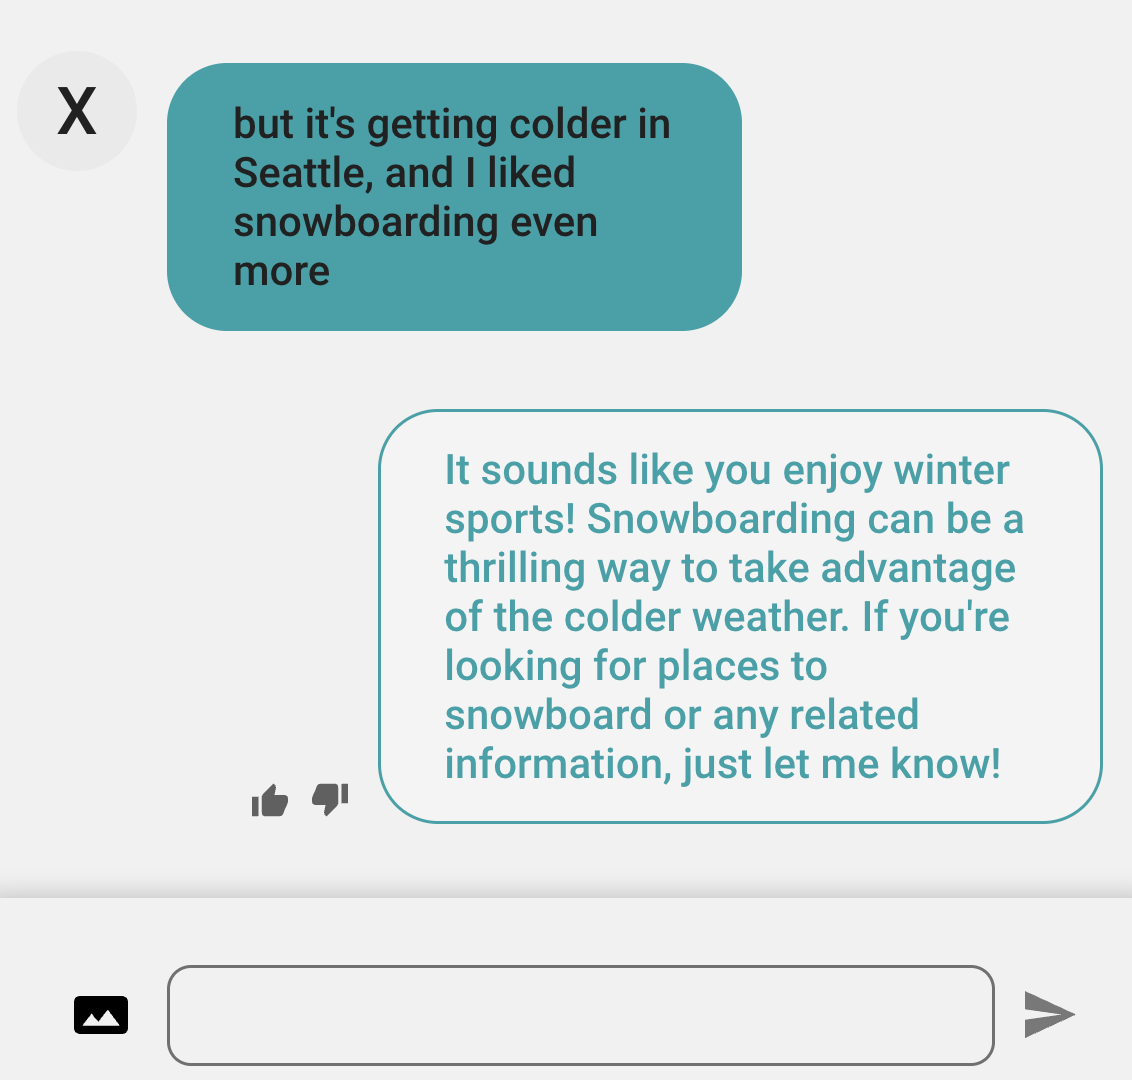 X
but it's getting colder in
Seattle, and I liked
snowboarding even
more
It sounds like you enjoy winter
sports! Snowboarding can be a
thrilling way to take advantage
of the colder weather. If you're
looking for places to
snowboard or any related
information, just let me know!